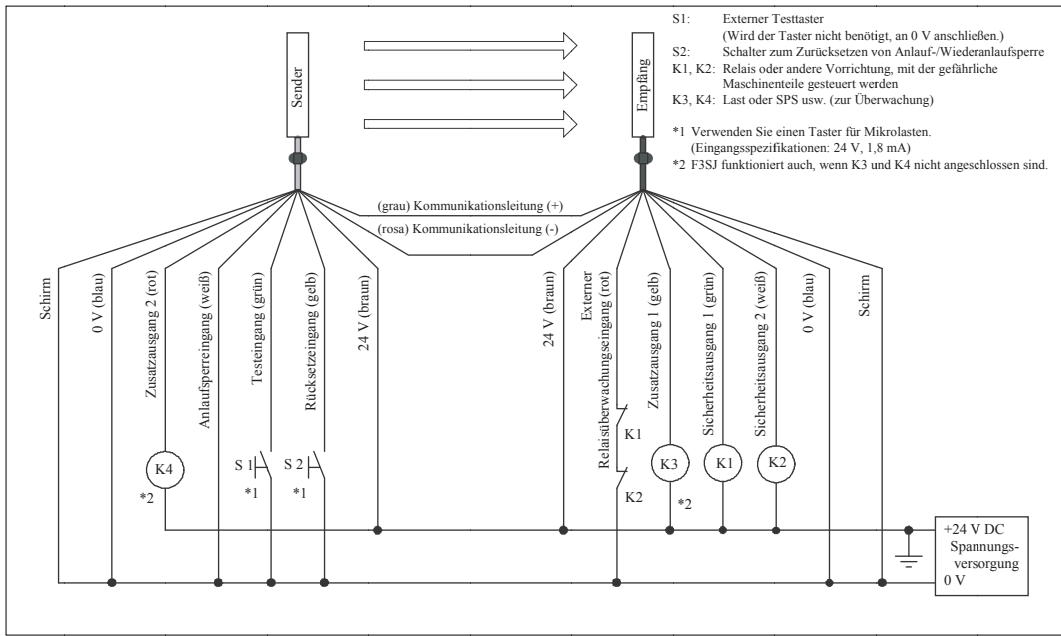 S1: Externer Testtaster
(Wird der Taster nicht benötigt, an 0 V anschließen.)
S2: Schalter zum Zurücksetzen von Anlauf-/Wiederanlaufsperre
K1, K2: Relais oder andere Vorrichtung, mit der gefährliche
Maschinenteile gesteuert werden
K3, K4: Last oder SPS usw. (zur Überwachung)
*1 Verwenden Sie einen Taster für Mikrolasten.
(Eingangsspezifikationen: 24 V, 1,8 mA)
*2 F3SJ funktioniert auch, wenn K3 und K4 nicht angeschlossen sind.
Sender
Empfäng
(grau) Kommunikationsleitung (+)
(rosa) Kommunikationsleitung (-)
Schirm
0 V (blau)
Zusatzausgang 2 (rot)
Anlaufsperreingang (weiß)
Testeingang (grün)
Rücksetzeingang (gelb)
24 V (braun)
24 V (braun)
Externer
Relaisüberwachungseingang (rot)
Zusatzausgang 1 (gelb)
Sicherheitsausgang 1 (grün)
Sicherheitsausgang 2 (weiß)
0 V (blau)
Schirm
K4
*2
S 1
*1
S 2
*1
K1
K2
K3
*2
K1
K2
+24 V DC
Spannungs-
versorgung
0 V